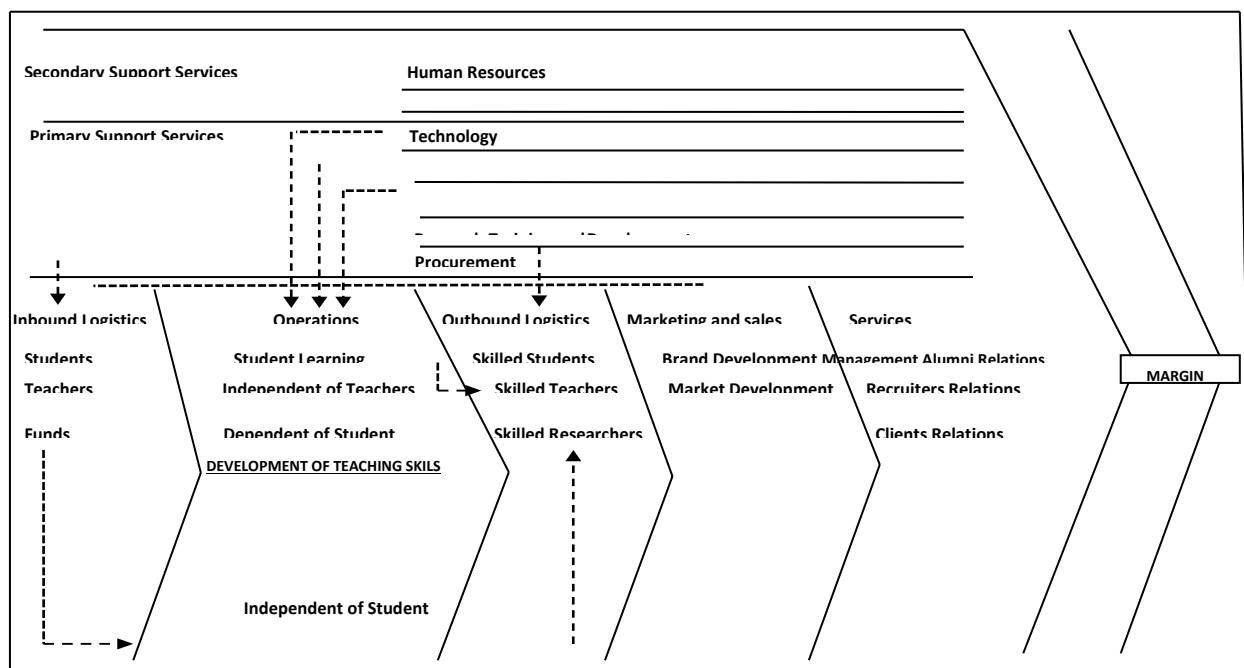 Secondary Support Services
Human Resources
Primary Support Services
Technology
Procurement
Inbound Logistics
Operations
Outbound Logistics
Marketing and sales
Services
Students
Student Learning
Skilled Students
Brand Development
Management Alumni Relations
Teachers
Independent of Teachers
Skilled Teachers
Market Development
Recruiters Relations
MARGIN
Funds
Dependent of Student
Skilled Researchers
Clients Relations
DEVELOPMENT OF TEACHING SKILS
Independent of Student